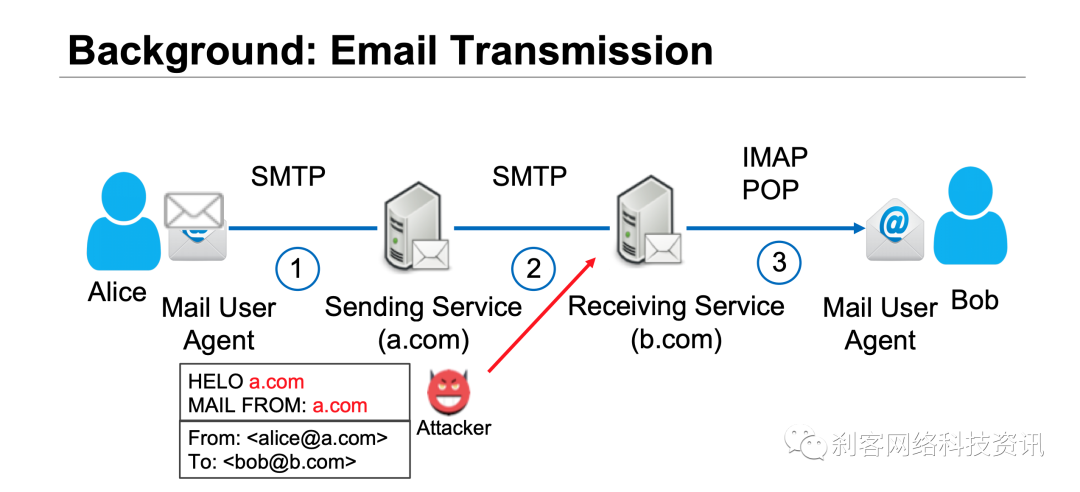 Background: Email Transmission
SMTP
SMTP
IMAP
POP
@
@
1
2
3
Alice
Mail User
Agent
Sending Service
(a.com)
Receiving Service
(b.com)
Mail User
Agent
Bob
HELO a.com
MAIL FROM: a.com
From: <alice@a.com>
To: <bob@b.com>
Attacker
刹客网络科技资讯